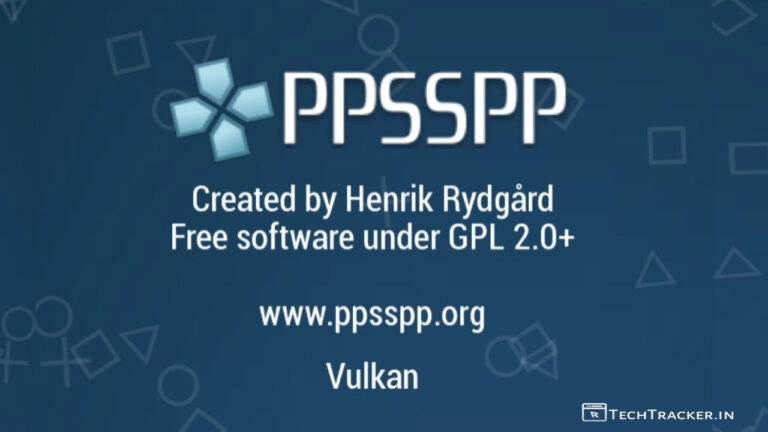 PPSSPP
Created by Henrik Rydgård
Free software under GPL 2.0+
www.ppsspp.org
Vulkan
TechTracker.in